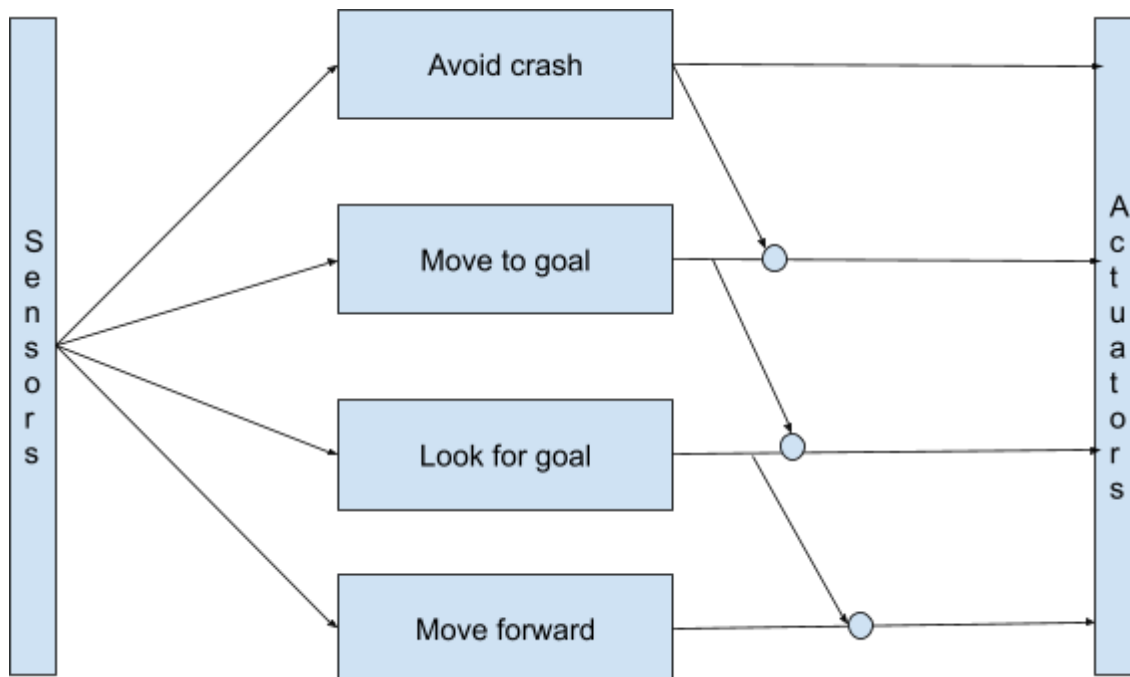 Sensors
Avoid crash
Move to goal
Look for goal
Move forward
Actuators